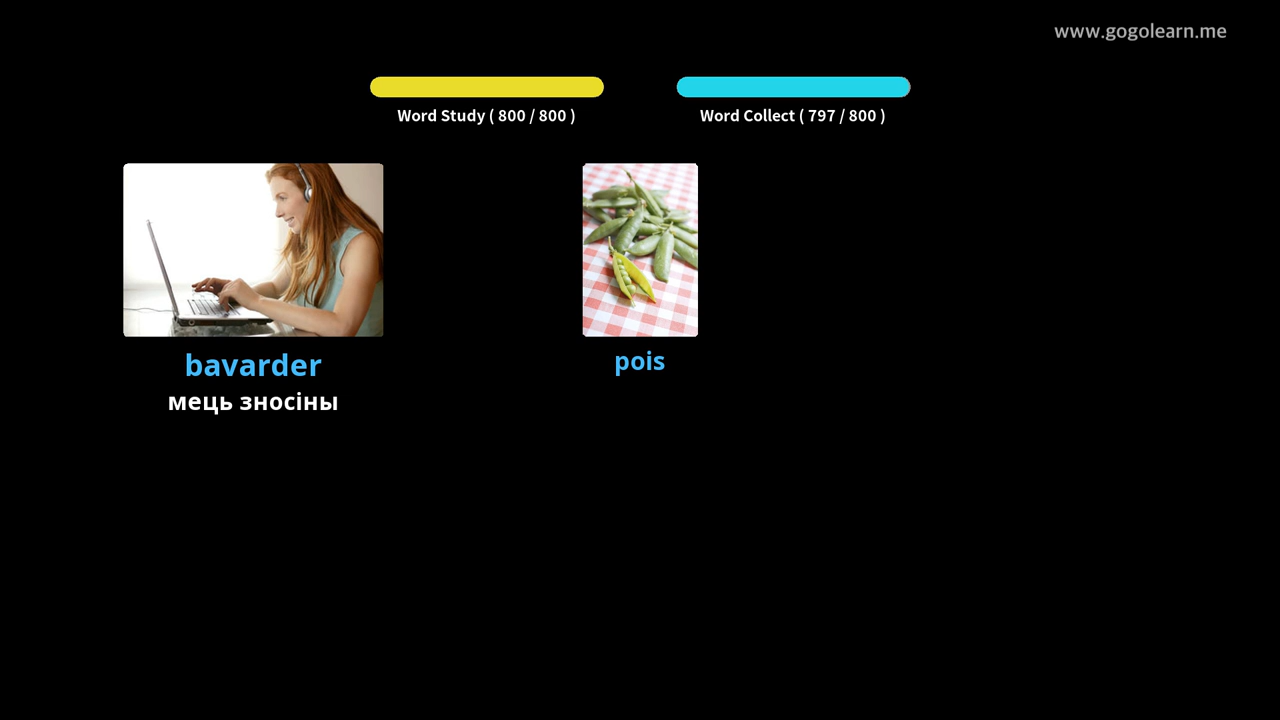 www.gogolearn.me
Word Study ( 800 / 800 )
Word Collect ( 797 / 800 )
bavarder
мець зносіны
pois